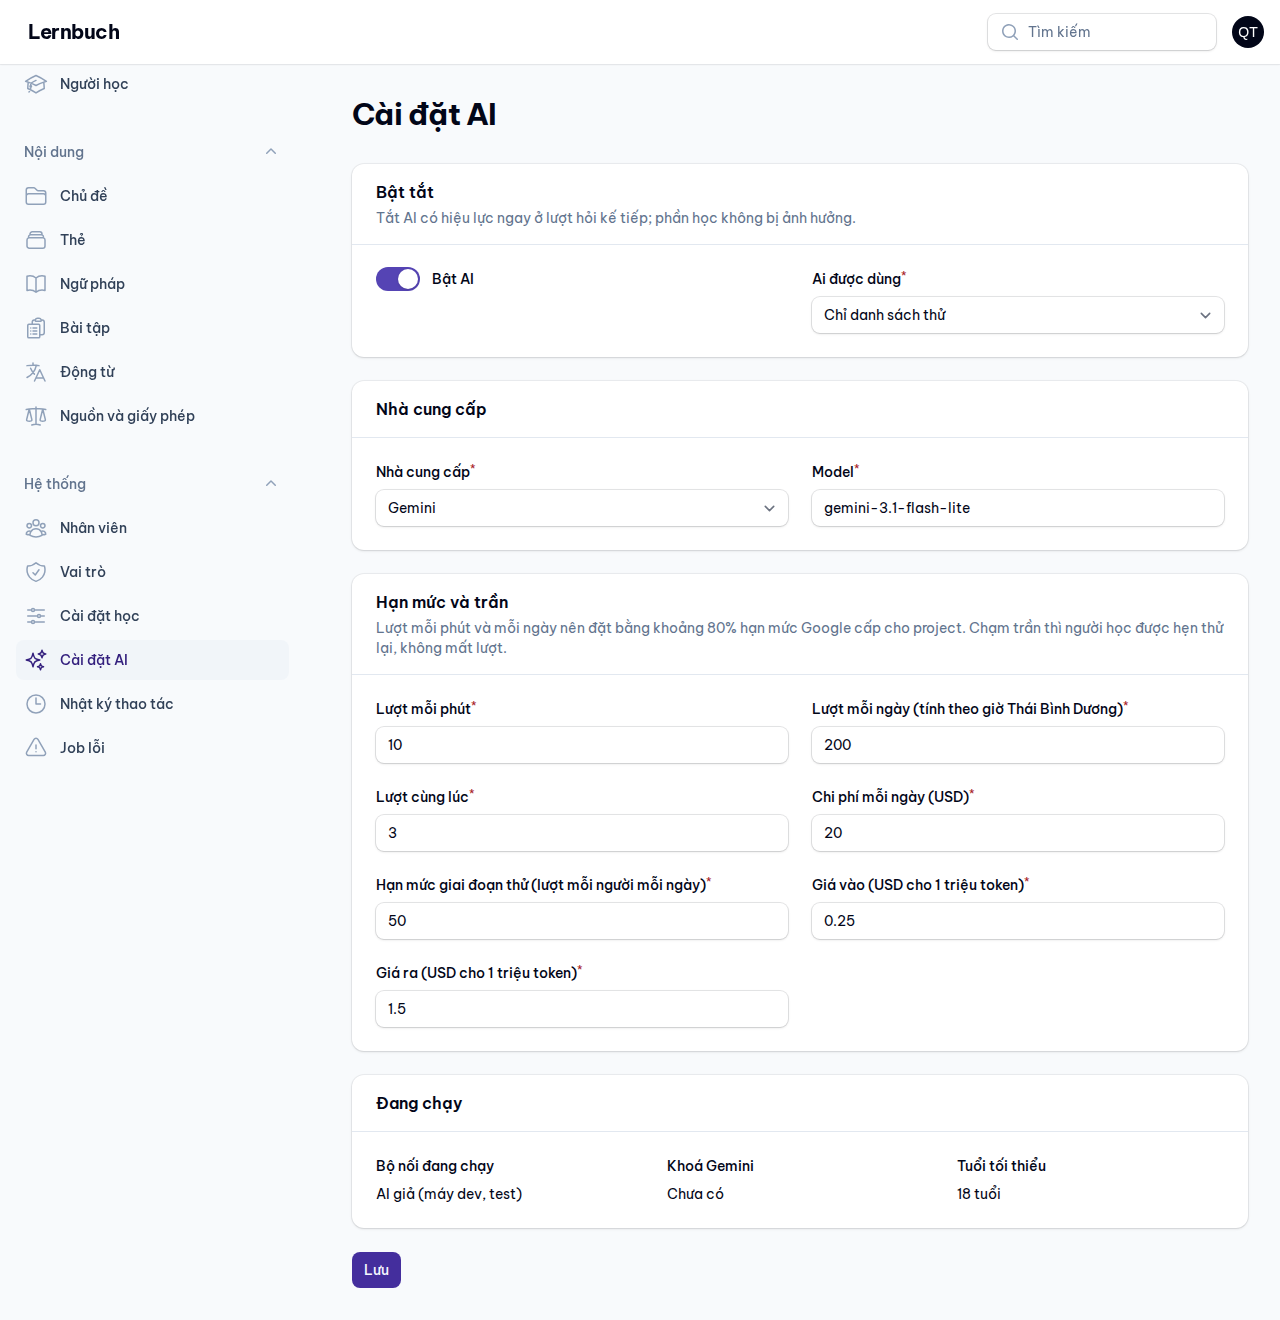 Lernbuch
Tìm kiếm
QT
Người học
Nội dung
Chủ đề
Thẻ
Ngữ pháp
Bài tập
Động từ
Nguồn và giấy phép
Hệ thống
Nhân viên
Vai trò
Cài đặt học
Cài đặt AI
Nhật ký thao tác
Job lỗi
Cài đặt AI
Bật tắt
Tắt AI có hiệu lực ngay ở lượt hỏi kế tiếp; phần học không bị ảnh hưởng.
Bật AI
Ai được dùng*
Chỉ danh sách thử
Nhà cung cấp
Nhà cung cấp*
Gemini
Model*
gemini-3.1-flash-lite
Hạn mức và trần
Lượt mỗi phút và mỗi ngày nên đặt bằng khoảng 80% hạn mức Google cấp cho project. Chạm trần thì người học được hẹn thử
lại, không mất lượt.
Lượt mỗi phút*
10
Lượt mỗi ngày (tính theo giờ Thái Bình Dương)*
200
Lượt cùng lúc*
3
Chi phí mỗi ngày (USD)*
20
Hạn mức giai đoạn thử (lượt mỗi người mỗi ngày)*
50
Giá vào (USD cho 1 triệu token)*
0.25
Giá ra (USD cho 1 triệu token)*
1.5
Đang chạy
Bộ nối đang chạy
AI giả (máy dev, test)
Khoá Gemini
Chưa có
Tuổi tối thiểu
18 tuổi
Lưu